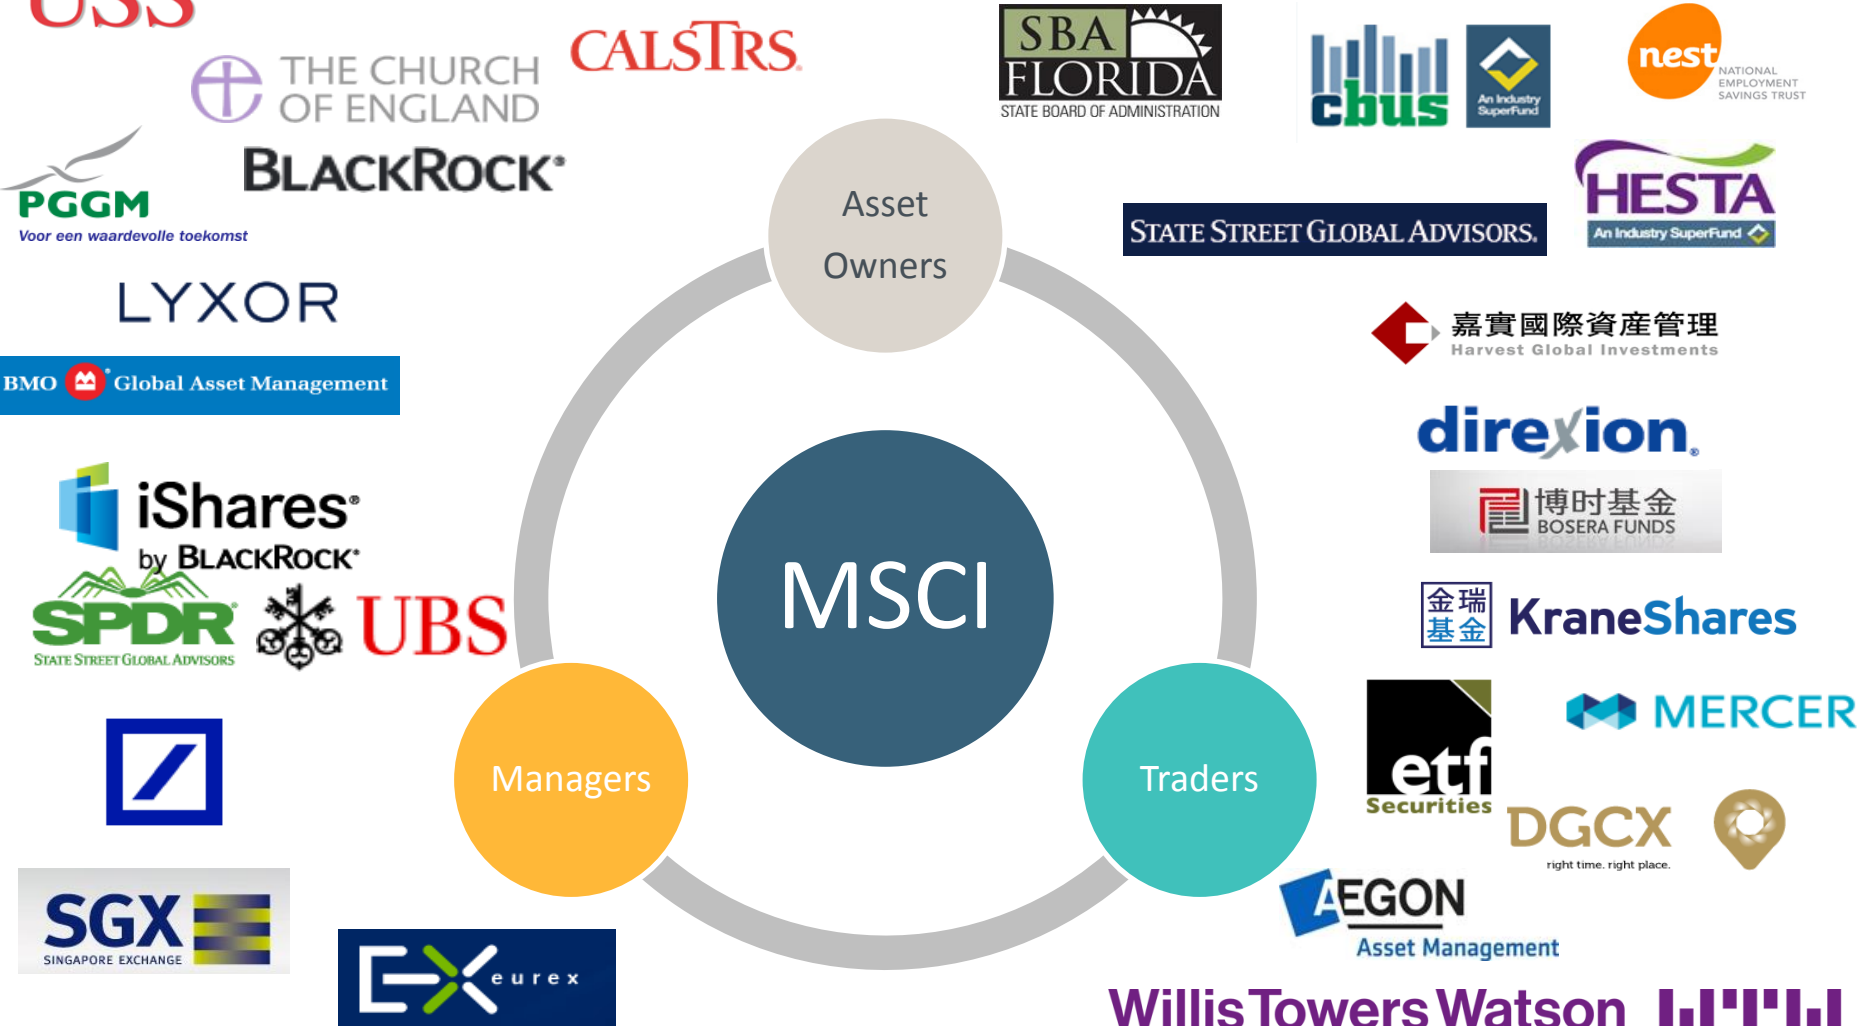 USS
THE CHURCH
OF ENGLAND
CALSTRS
SBA
FLORIDA
STATE BOARD OF ADMINISTRATION
cbus
An Industry
SuperFund
nest
NATIONAL
EMPLOYMENT
SAVINGS TRUST
PGGM
Voor een waardevolle toekomst
BLACKROCK®
Asset
Owners
STATE STREET GLOBAL ADVISORS.
HESTA
An Industry SuperFund
LYXOR
嘉實國際資產管理
Harvest Global Investments
BMO Global Asset Management
direxion®
iShares®
by BLACKROCK®
博时基金
BOSERA FUNDS
MSCI
SPDR®
STATE STREET GLOBAL ADVISORS
UBS
金瑞
基金
KraneShares
Managers
Traders
etf
Securities
MERCER
DGCX
right time. right place.
SGX
SINGAPORE EXCHANGE
eurex
AEGON
Asset Management
Willis Towers Watson